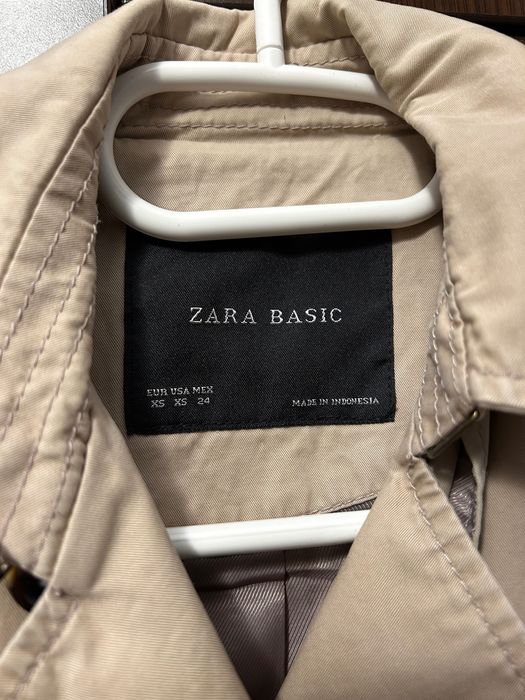 ZARA BASIC
EUR USA MEX
XS XS 24
MADE IN INDONESIA